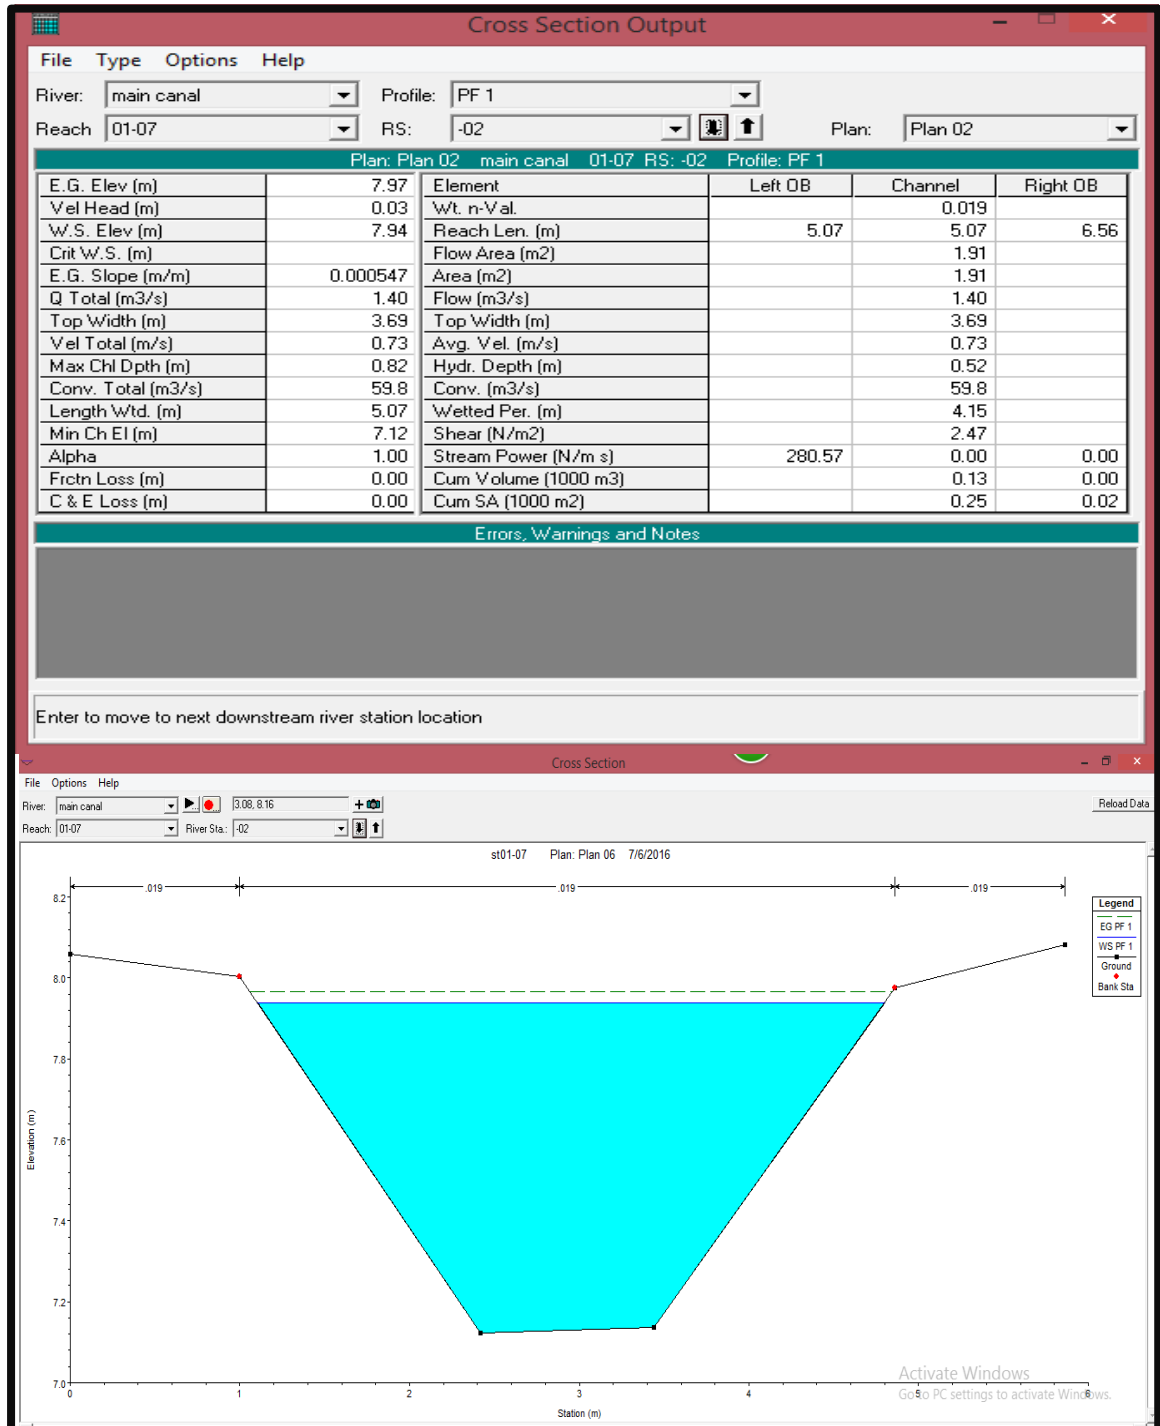 Cross Section Output
File Type Options Help
River: main canal Profile: PF 1
Reach 01-07 RS: -02 Plan: Plan 02
Plan: Plan 02 main canal 01-07 RS: -02 Profile: PF 1
E.G. Elev (m) 7.97 Element Left OB Channel Right OB
Vel Head (m) 0.03 Wt. n-Val. 0.019
W.S. Elev (m) 7.94 Reach Len. (m) 5.07 5.07 6.56
Crit W.S. (m) Flow Area (m2) 1.91
E.G. Slope (m/m) 0.000547 Area (m2) 1.91
Q Total (m3/s) 1.40 Flow (m3/s) 1.40
Top Width (m) 3.69 Top Width (m) 3.69
Vel Total (m/s) 0.73 Avg. Vel. (m/s) 0.73
Max Chl Dpth (m) 0.82 Hydr. Depth (m) 0.52
Conv. Total (m3/s) 59.8 Conv. (m3/s) 59.8
Length Wtd. (m) 5.07 Wetted Per. (m) 4.15
Min Ch El (m) 7.12 Shear (N/m2) 2.47
Alpha 1.00 Stream Power (N/m s) 280.57 0.00 0.00
Frctn Loss (m) 0.00 Cum Volume (1000 m3) 0.13 0.00
C & E Loss (m) 0.00 Cum SA (1000 m2) 0.25 0.02
Errors, Warnings and Notes
Enter to move to next downstream river station location
Cross Section
File Options Help
River: main canal 3.08, 8.16 Reload Data
Reach: 01-07 River Sta.: -02
st01-07 Plan: Plan 06 7/6/2016
.019 .019 .019
Legend
EG PF 1
WS PF 1
Ground
Bank Sta
8.2
8.0
7.8
7.6
7.4
7.2
7.0
Elevation (m)
0 1 2 3 4 5 6
Station (m)
Activate Windows
Go to PC settings to activate Windows.